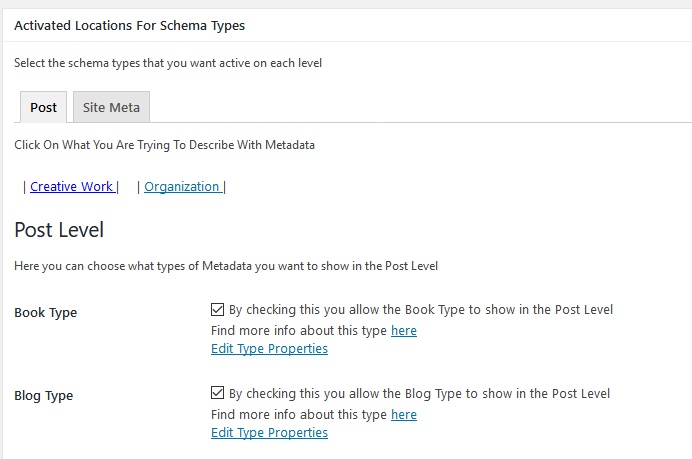 Activated Locations For Schema Types
Select the schema types that you want active on each level
Post Site Meta
Click On What You Are Trying To Describe With Metadata
| Creative Work | | Organization |
Post Level
Here you can choose what types of Metadata you want to show in the Post Level
Book Type By checking this you allow the Book Type to show in the Post Level
Find more info about this type here
Edit Type Properties
Blog Type By checking this you allow the Blog Type to show in the Post Level
Find more info about this type here
Edit Type Properties